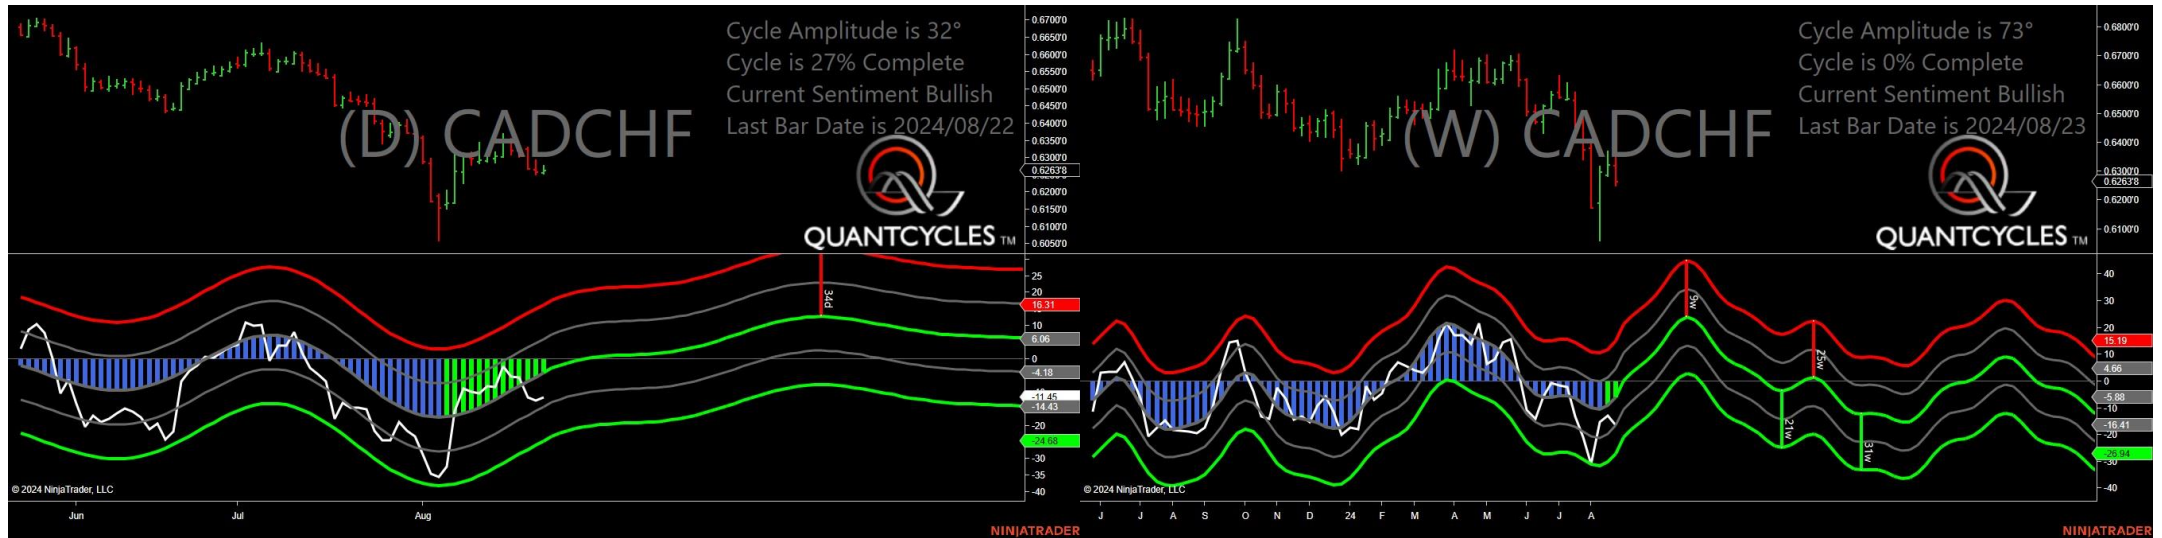 Cycle Amplitude is 32°
Cycle is 27% Complete
Current Sentiment Bullish
Last Bar Date is 2024/08/22
(D) CADCHF
QUANTCYCLES TM
0.6700'0
0.6650'0
0.6600'0
0.6550'0
0.6500'0
0.6450'0
0.6400'0
0.6350'0
0.6300'0
0.6263'8
0.6200'0
0.6150'0
0.6100'0
0.6050'0
34d
25
20
16.31
10
6.06
0
-4.18
-11.45
-14.43
-20
-24.68
-30
-35
-40
© 2024 NinjaTrader, LLC
Jun
Jul
Aug
NINJATRADER
Cycle Amplitude is 73°
Cycle is 0% Complete
Current Sentiment Bullish
Last Bar Date is 2024/08/23
(W) CADCHF
QUANTCYCLES TM
0.6800'0
0.6700'0
0.6600'0
0.6500'0
0.6400'0
0.6300'0
0.6263'8
0.6200'0
0.6100'0
9w
25w
21w
31w
40
30
20
15.19
10
4.66
0
-5.88
-10
-16.41
-20
-26.94
-30
-40
© 2024 NinjaTrader, LLC
J J A S O N D 24 F M A M J J A
NINJATRADER